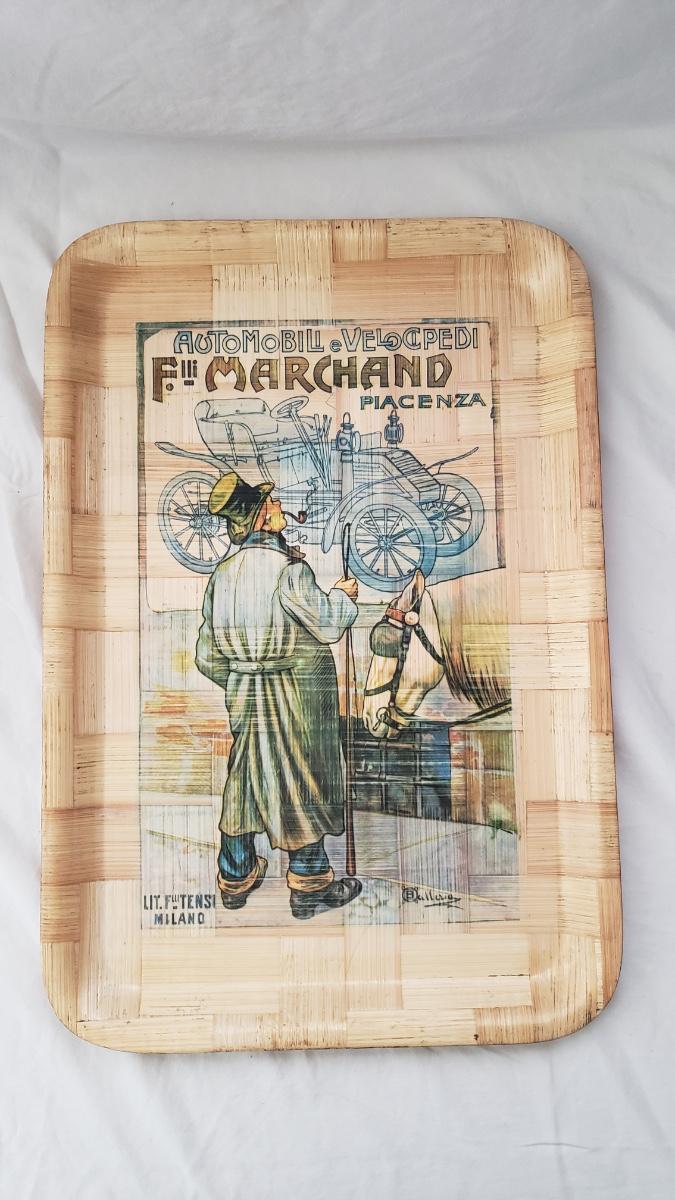 AUTOMOBILI e VELOCIPEDI
F.lli MARCHAND
PIACENZA
LIT. F.lli TENSI
MILANO